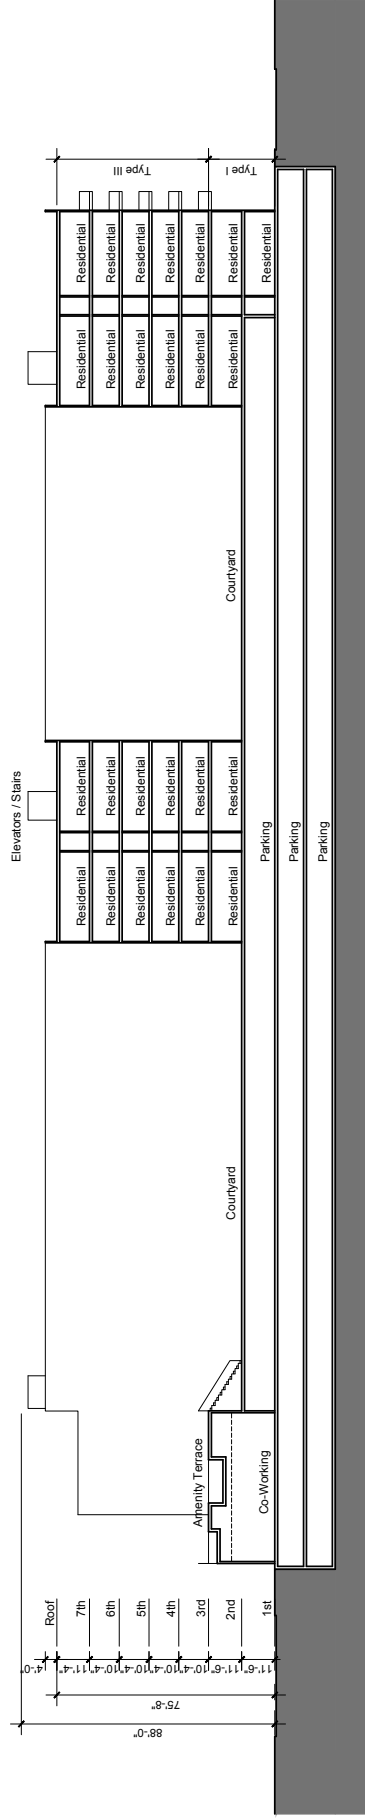 Elevators / Stairs
88'-0"
75'-8"
4'-0"
11'-4"
10'-4"
10'-4"
10'-4"
10'-4"
11'-6"
11'-6"
Roof
7th
6th
5th
4th
3rd
2nd
1st
Amenity Terrace
Co-Working
Courtyard
Residential
Residential
Residential
Residential
Residential
Residential
Residential
Residential
Residential
Residential
Residential
Residential
Courtyard
Residential
Residential
Residential
Residential
Residential
Residential
Residential
Residential
Residential
Residential
Residential
Residential
Residential
Type III
Type I
Parking
Parking
Parking